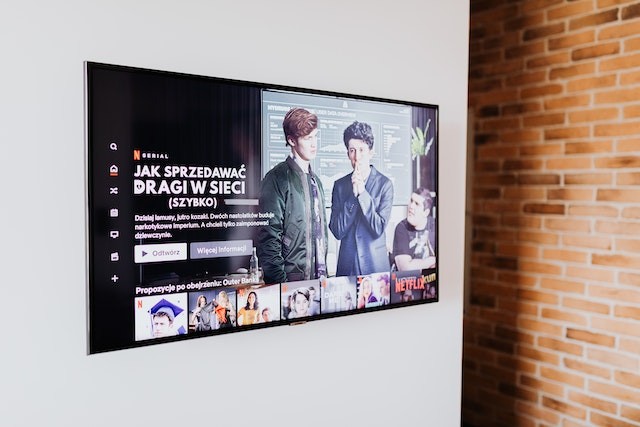 N SERIAL
JAK SPRZEDAWAĆ
DRAGI W SIECI
(SZYBKO)
Dzisiaj lemusy, jutro kozaki. Dwóch nastolatków buduje
narkotykowe imperium. A chcieli tylko zaimponować
dziewczynie.
Odtwórz
Więcej informacji
Propozycje po obejrzeniu: Outer Banks
NETFLIX